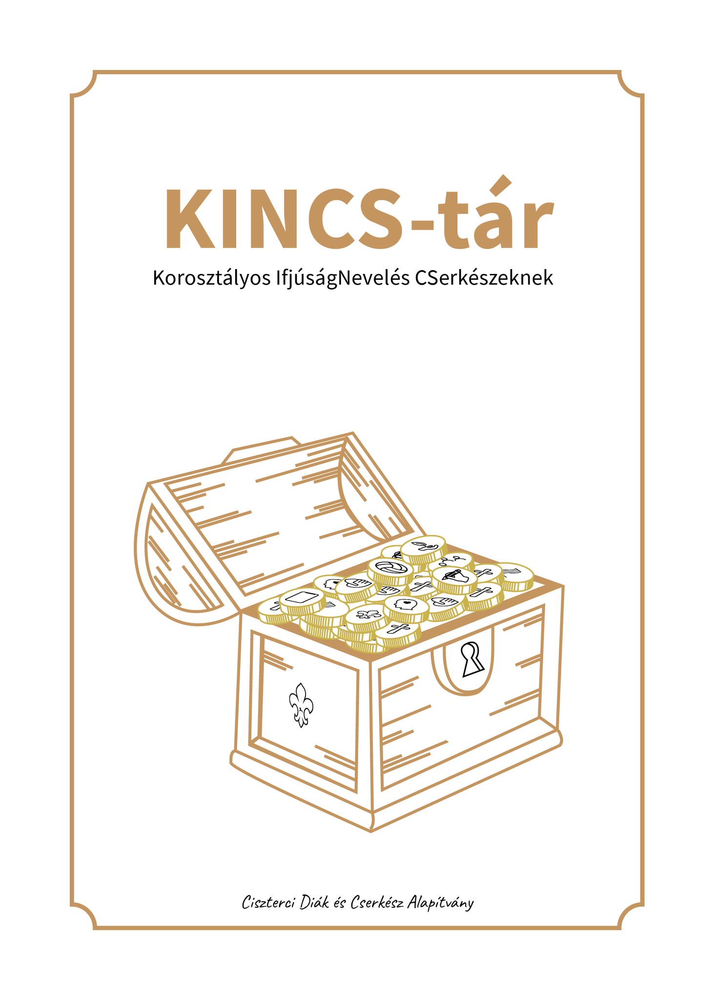 KINCS-tár
Korosztályos IfjúságNevelés CSerkészeknek
Ciszterci Diák és Cserkész Alapítvány